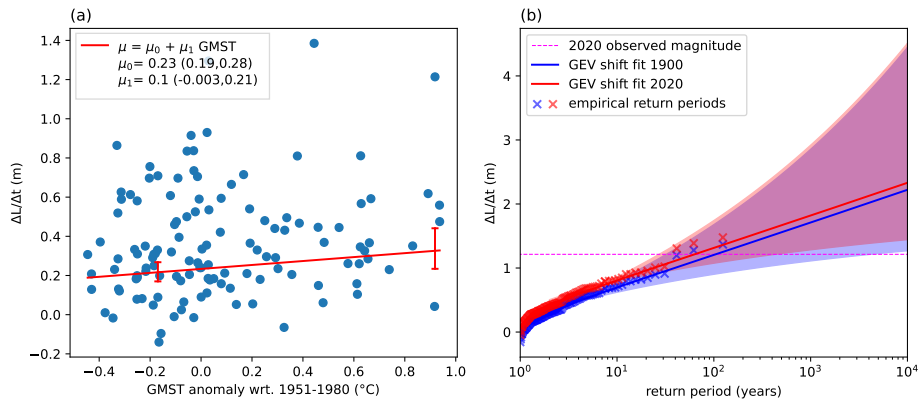 (a)
μ = μ0 + μ1 GMST
μ0= 0.23 (0.19,0.28)
μ1= 0.1 (-0.003,0.21)
1.4
1.2
1.0
0.8
0.6
0.4
0.2
0.0
−0.2
ΔL/Δt (m)
−0.4 −0.2 0.0 0.2 0.4 0.6 0.8 1.0
GMST anomaly wrt. 1951-1980 (°C)
(b)
2020 observed magnitude
GEV shift fit 1900
GEV shift fit 2020
empirical return periods
4
3
2
1
0
ΔL/Δt (m)
10⁰ 10¹ 10² 10³ 10⁴
return period (years)